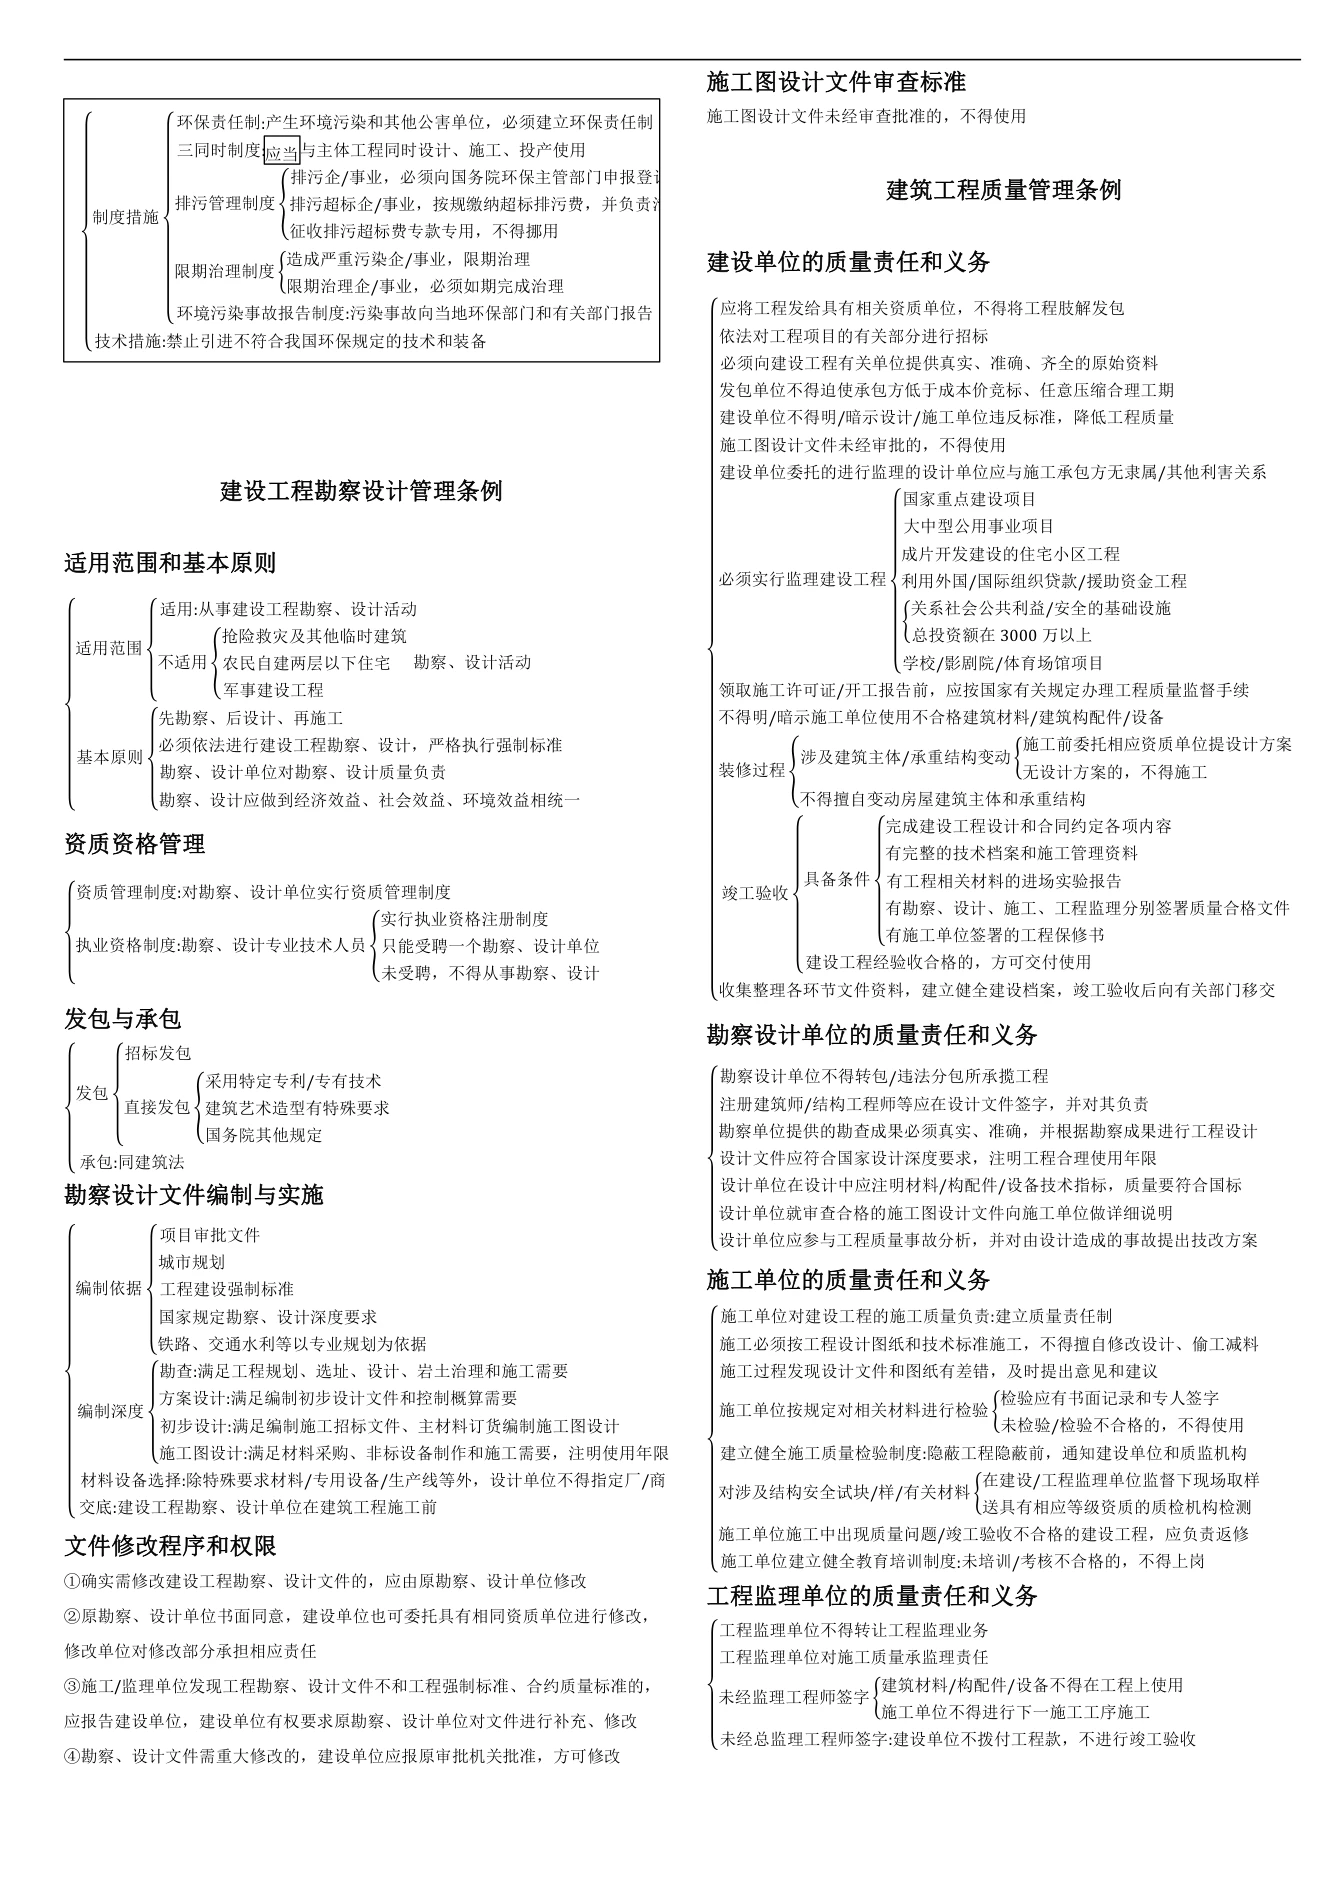 环保责任制:产生环境污染和其他公害单位，必须建立环保责任制
三同时制度:应当与主体工程同时设计、施工、投产使用
排污企/事业，必须向国务院环保主管部门申报登
排污管理制度
排污超标企/事业，按规缴纳超标排污费，并负责
制度措施
征收排污超标费专款专用，不得挪用
造成严重污染企/事业，限期治理
限期治理制度
限期治理企/事业，必须如期完成治理
环境污染事故报告制度:污染事故向当地环保部门和有关部门报告
技术措施:禁止引进不符合我国环保规定的技术和装备
建设工程勘察设计管理条例
适用范围和基本原则
适用:从事建设工程勘察、设计活动
抢险救灾及其他临时建筑
适用范围
不适用
农民自建两层以下住宅 勘察、设计活动
军事建设工程
先勘察、后设计、再施工
必须依法进行建设工程勘察、设计，严格执行强制标准
基本原则
勘察、设计单位对勘察、设计质量负责
勘察、设计应做到经济效益、社会效益、环境效益相统一
资质资格管理
资质管理制度:对勘察、设计单位实行资质管理制度
实行执业资格注册制度
执业资格制度:勘察、设计专业技术人员
只能受聘一个勘察、设计单位
未受聘，不得从事勘察、设计
发包与承包
招标发包
采用特定专利/专有技术
发包
直接发包
建筑艺术造型有特殊要求
国务院其他规定
承包:同建筑法
勘察设计文件编制与实施
项目审批文件
城市规划
编制依据
工程建设强制标准
国家规定勘察、设计深度要求
铁路、交通水利等以专业规划为依据
勘查:满足工程规划、选址、设计、岩土治理和施工需要
方案设计:满足编制初步设计文件和控制概算需要
编制深度
初步设计:满足编制施工招标文件、主材料订货编制施工图设计
施工图设计:满足材料采购、非标设备制作和施工需要，注明使用年限
材料设备选择:除特殊要求材料/专用设备/生产线等外，设计单位不得指定厂/商
交底:建设工程勘察、设计单位在建筑工程施工前
文件修改程序和权限
①确实需修改建设工程勘察、设计文件的，应由原勘察、设计单位修改
②原勘察、设计单位书面同意，建设单位也可委托具有相同资质单位进行修改，
修改单位对修改部分承担相应责任
③施工/监理单位发现工程勘察、设计文件不和工程强制标准、合约质量标准的，
应报告建设单位，建设单位有权要求原勘察、设计单位对文件进行补充、修改
④勘察、设计文件需重大修改的，建设单位应报原审批机关批准，方可修改
施工图设计文件审查标准
施工图设计文件未经审查批准的，不得使用
建筑工程质量管理条例
建设单位的质量责任和义务
应将工程发给具有相关资质单位，不得将工程肢解发包
依法对工程项目的有关部分进行招标
必须向建设工程有关单位提供真实、准确、齐全的原始资料
发包单位不得迫使承包方低于成本价竞标、任意压缩合理工期
建设单位不得明/暗示设计/施工单位违反标准，降低工程质量
施工图设计文件未经审批的，不得使用
建设单位委托的进行监理的设计单位应与施工承包方无隶属/其他利害关系
国家重点建设项目
大中型公用事业项目
成片开发建设的住宅小区工程
必须实行监理建设工程
利用外国/国际组织贷款/援助资金工程
关系社会公共利益/安全的基础设施
总投资额在 3000 万以上
学校/影剧院/体育场馆项目
领取施工许可证/开工报告前，应按国家有关规定办理工程质量监督手续
不得明/暗示施工单位使用不合格建筑材料/建筑构配件/设备
施工前委托相应资质单位提设计方案
涉及建筑主体/承重结构变动
装修过程
无设计方案的，不得施工
不得擅自变动房屋建筑主体和承重结构
完成建设工程设计和合同约定各项内容
有完整的技术档案和施工管理资料
具备条件
有工程相关材料的进场实验报告
竣工验收
有勘察、设计、施工、工程监理分别签署质量合格文件
有施工单位签署的工程保修书
建设工程经验收合格的，方可交付使用
收集整理各环节文件资料，建立健全建设档案，竣工验收后向有关部门移交
勘察设计单位的质量责任和义务
勘察设计单位不得转包/违法分包所承揽工程
注册建筑师/结构工程师等应在设计文件签字，并对其负责
勘察单位提供的勘查成果必须真实、准确，并根据勘察成果进行工程设计
设计文件应符合国家设计深度要求，注明工程合理使用年限
设计单位在设计中应注明材料/构配件/设备技术指标，质量要符合国标
设计单位就审查合格的施工图设计文件向施工单位做详细说明
设计单位应参与工程质量事故分析，并对由设计造成的事故提出技改方案
施工单位的质量责任和义务
施工单位对建设工程的施工质量负责:建立质量责任制
施工必须按工程设计图纸和技术标准施工，不得擅自修改设计、偷工减料
施工过程发现设计文件和图纸有差错，及时提出意见和建议
检验应有书面记录和专人签字
施工单位按规定对相关材料进行检验
未检验/检验不合格的，不得使用
建立健全施工质量检验制度:隐蔽工程隐蔽前，通知建设单位和质监机构
在建设/工程监理单位监督下现场取样
对涉及结构安全试块/样/有关材料
送具有相应等级资质的质检机构检测
施工单位施工中出现质量问题/竣工验收不合格的建设工程，应负责返修
施工单位建立健全教育培训制度:未培训/考核不合格的，不得上岗
工程监理单位的质量责任和义务
工程监理单位不得转让工程监理业务
工程监理单位对施工质量承监理责任
建筑材料/构配件/设备不得在工程上使用
未经监理工程师签字
施工单位不得进行下一施工工序施工
未经总监理工程师签字:建设单位不拨付工程款，不进行竣工验收